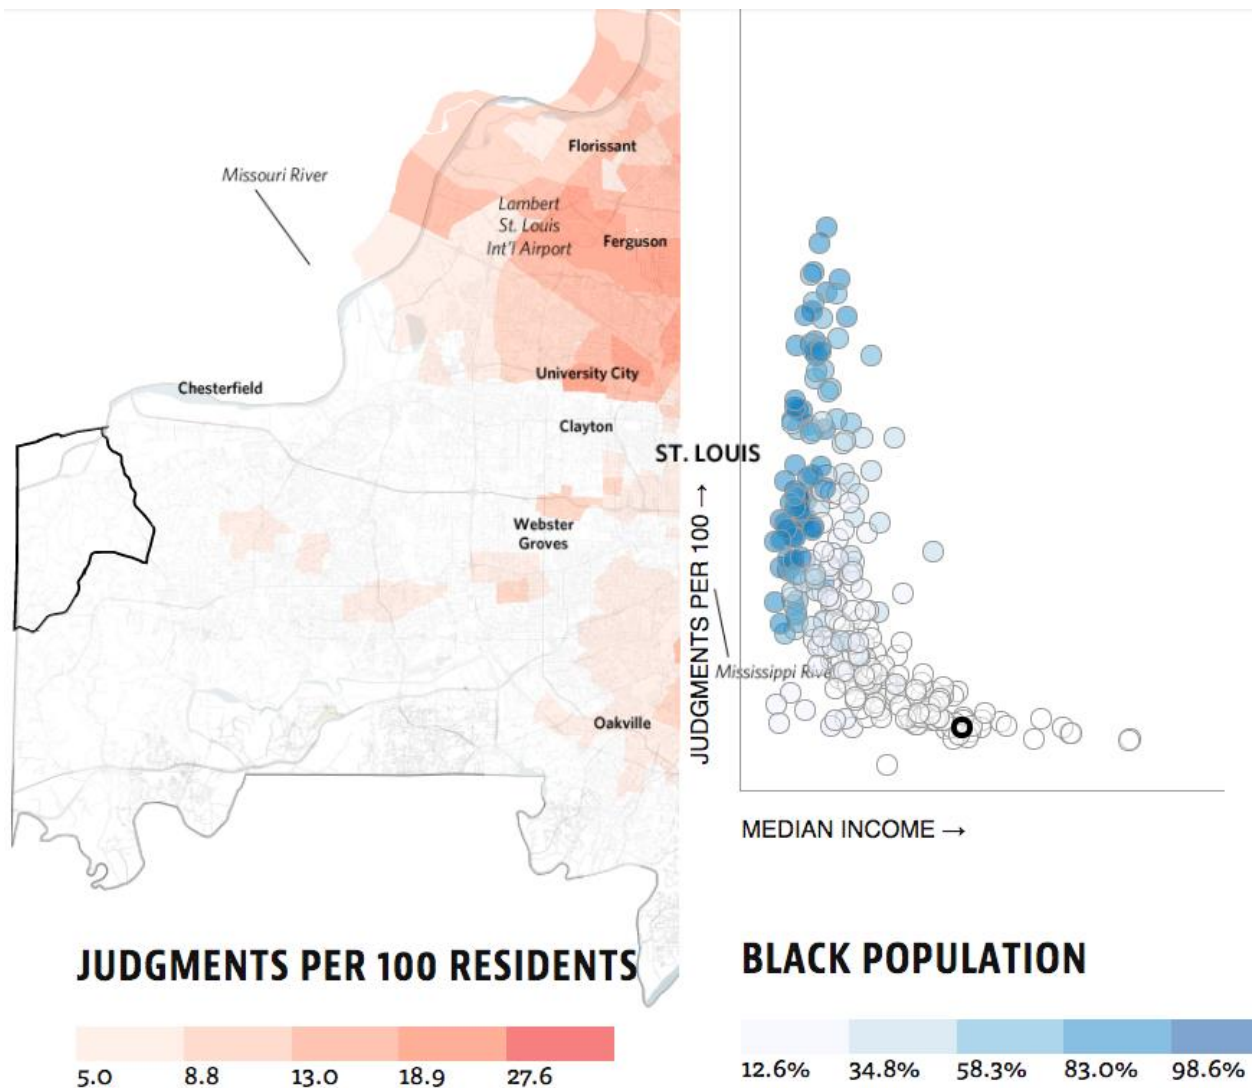 Florissant
Missouri River
Lambert
St. Louis
Int'l Airport
Ferguson
University City
Chesterfield
Clayton
ST. LOUIS
Webster
Groves
JUDGMENTS PER 100 →
Mississippi Rive
Oakville
MEDIAN INCOME →
JUDGMENTS PER 100 RESIDENTS
5.0 8.8 13.0 18.9 27.6
BLACK POPULATION
12.6% 34.8% 58.3% 83.0% 98.6%